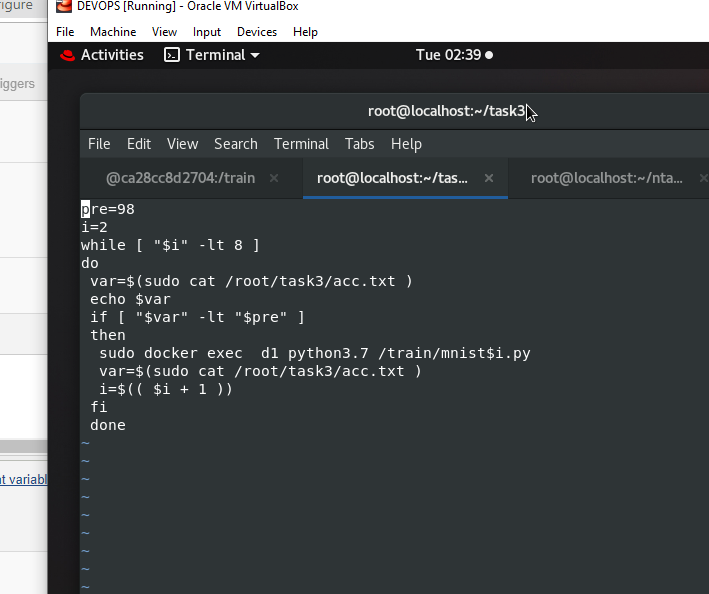 igure
DEVOPS [Running] - Oracle VM VirtualBox
File Machine View Input Devices Help
Activities Terminal Tue 02:39
iggers
root@localhost:~/task3
File Edit View Search Terminal Tabs Help
@ca28cc8d2704:/train × root@localhost:~/tas... × root@localhost:~/nta... ×
pre=98
i=2
while [ "$i" -lt 8 ]
do
var=$(sudo cat /root/task3/acc.txt )
echo $var
if [ "$var" -lt "$pre" ]
then
sudo docker exec  d1 python3.7 /train/mnist$i.py
var=$(sudo cat /root/task3/acc.txt )
i=$(( $i + 1 ))
fi
done
~
~
~
t variabl
~
~
~
~
~
~